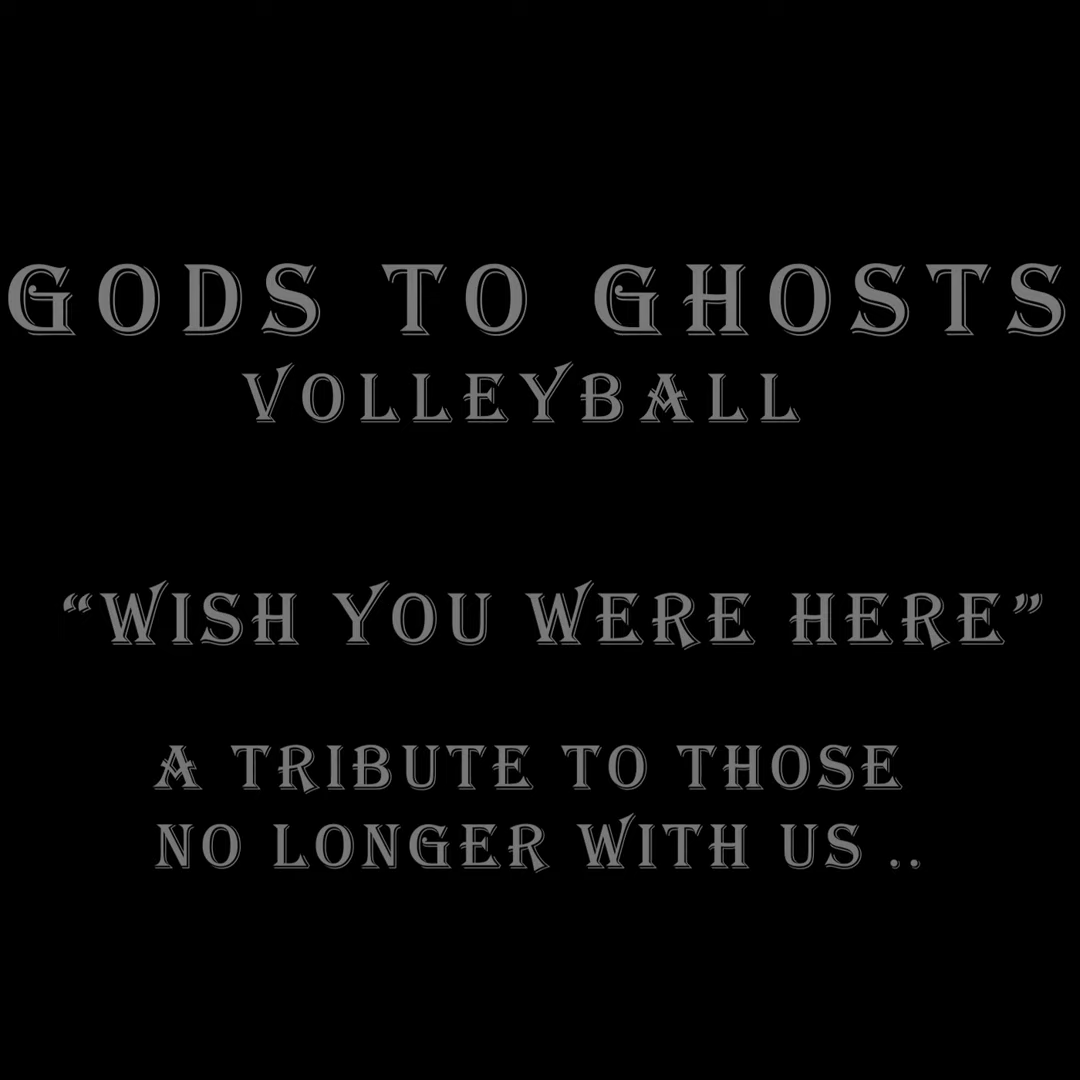 GODS TO GHOSTS
VOLLEYBALL
“WISH YOU WERE HERE”
A TRIBUTE TO THOSE
NO LONGER WITH US ..